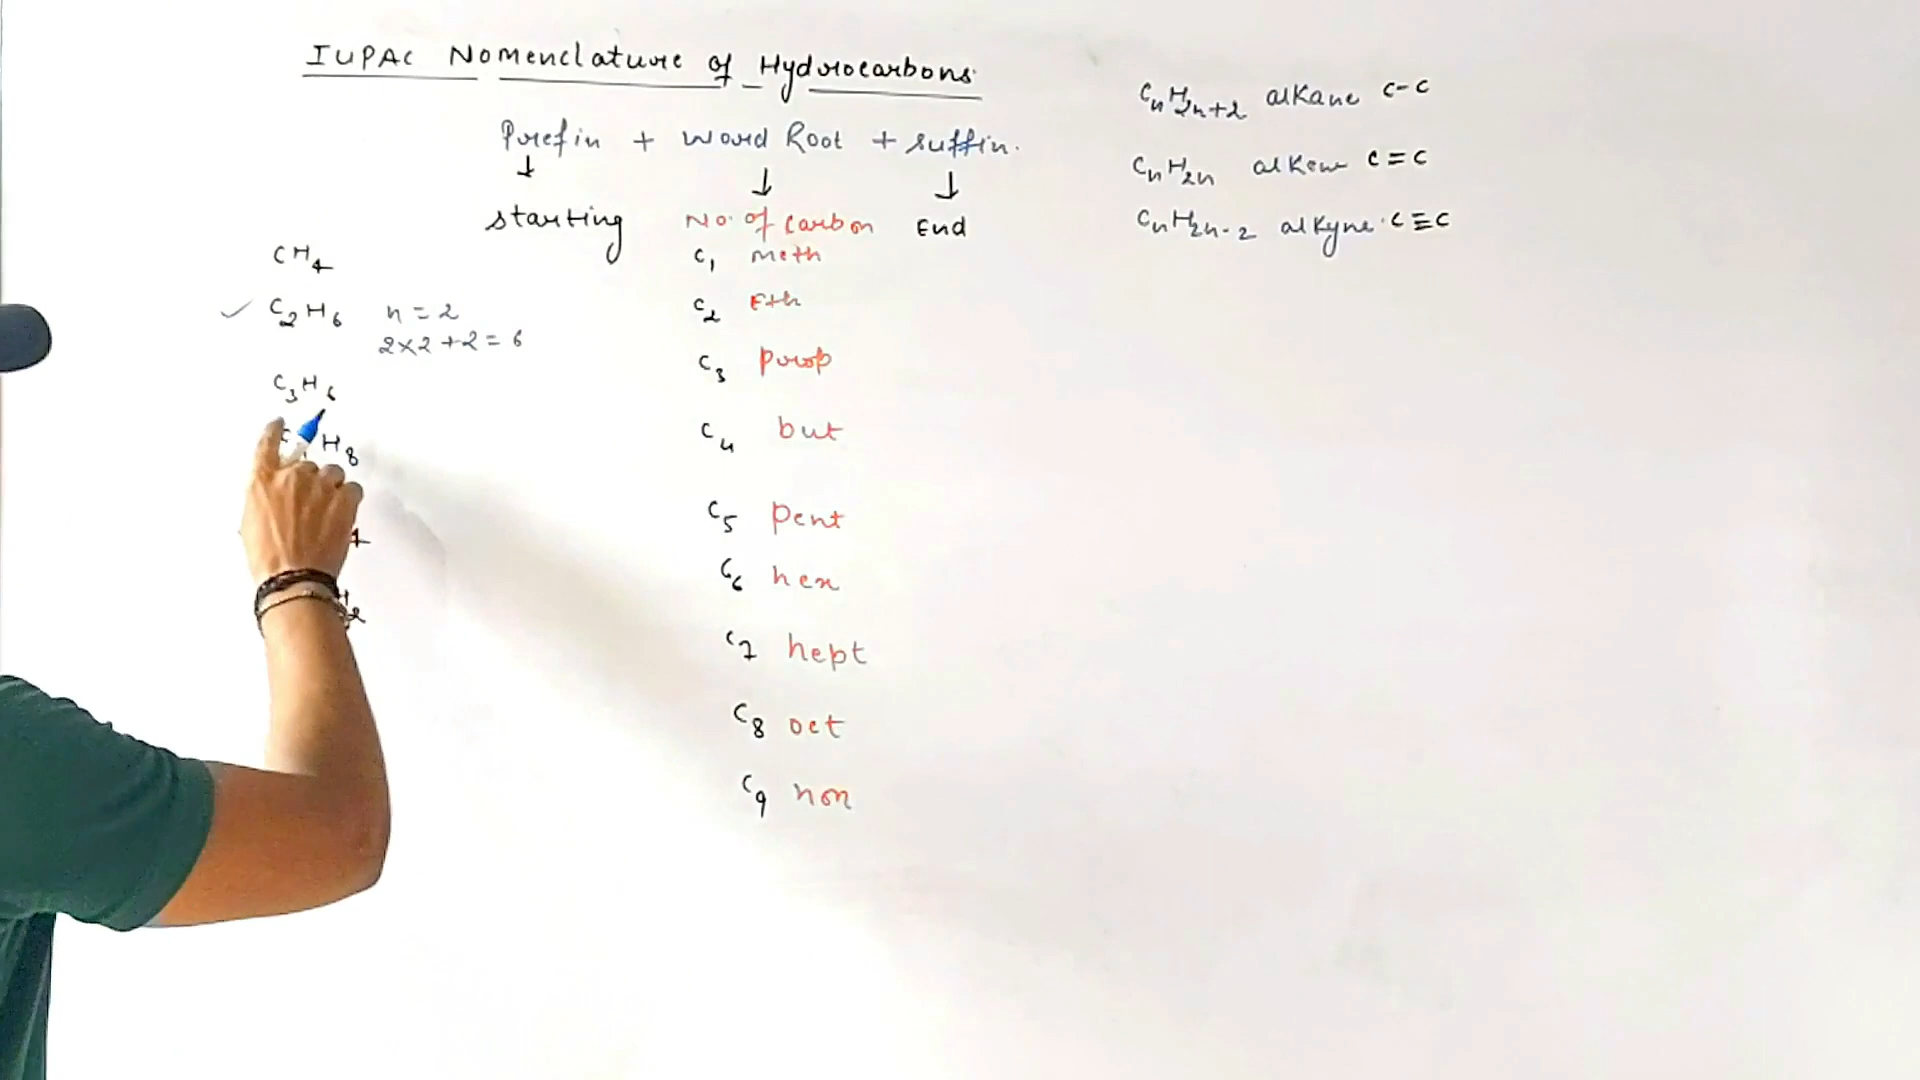 IUPAC Nomenclature of Hydrocarbons.
Prefix + Word Root + suffix.
starting No. of carbon End
C1 meth
C2 Eth
C3 prop
C4 but
C5 pent
C6 hex
C7 hept
C8 oct
C9 non
CH4
✓ C2H6 n = 2
2×2+2 = 6
C3H6
H8
4
2
CnH2n+2 alkane C-C
CnH2n alkene C=C
CnH2n-2 alkyne C≡C